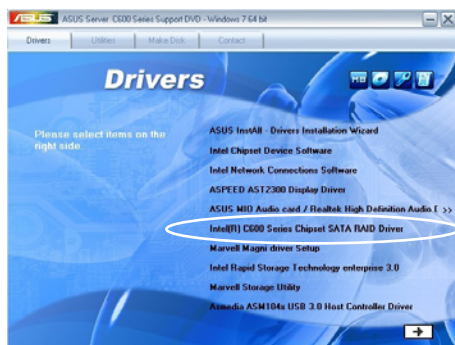 ASUS ASUS Server C600 Series Support DVD - Windows 7 64 bit
Drivers Utilities Make Disk Contact
Drivers
Please select items on the right side.
ASUS InstAll - Drivers Installation Wizard
Intel Chipset Device Software
Intel Network Connections Software
ASPEED AST2300 Display Driver
ASUS MIO Audio card / Realtek High Definition Audio D >>
Intel(R) C600 Series Chipset SATA RAID Driver
Marvell Magni driver Setup
Intel Rapid Storage Technology enterprise 3.0
Marvell Storage Utility
Asmedia ASM104x USB 3.0 Host Controller Driver